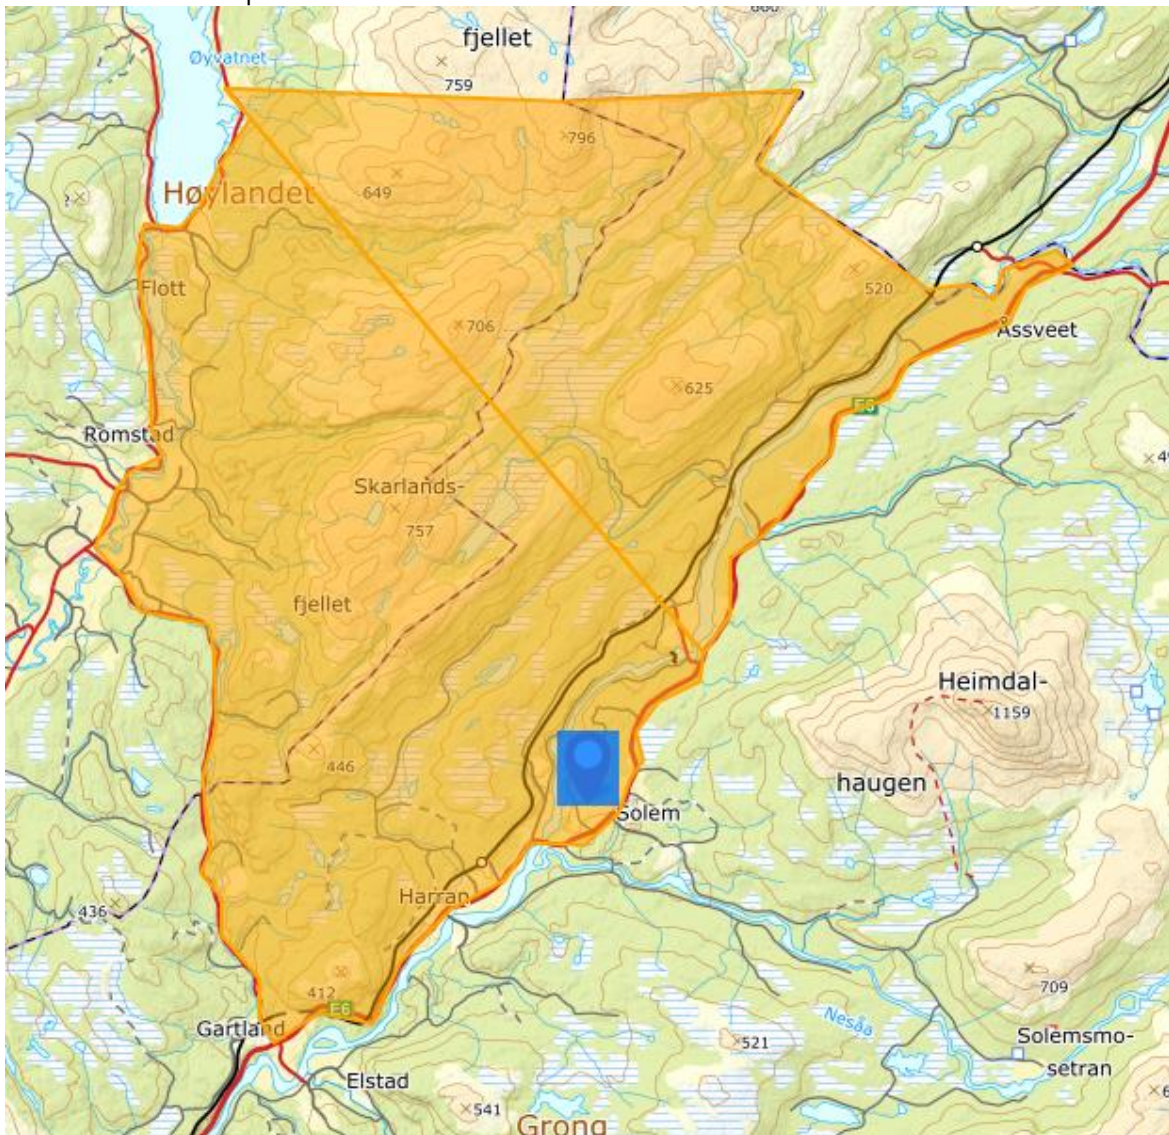 fjellet
Øyvatnet
759
796
649
Høylandet
Flott
520
706
Åssveet
625
E6
Romstad
Skarlands-
757
fjellet
Heimdal-
1159
446
haugen
Solem
Harran
436
412
E6
709
Gartland
Nesåa
521
Solemsmo-
setran
Elstad
541
Grong